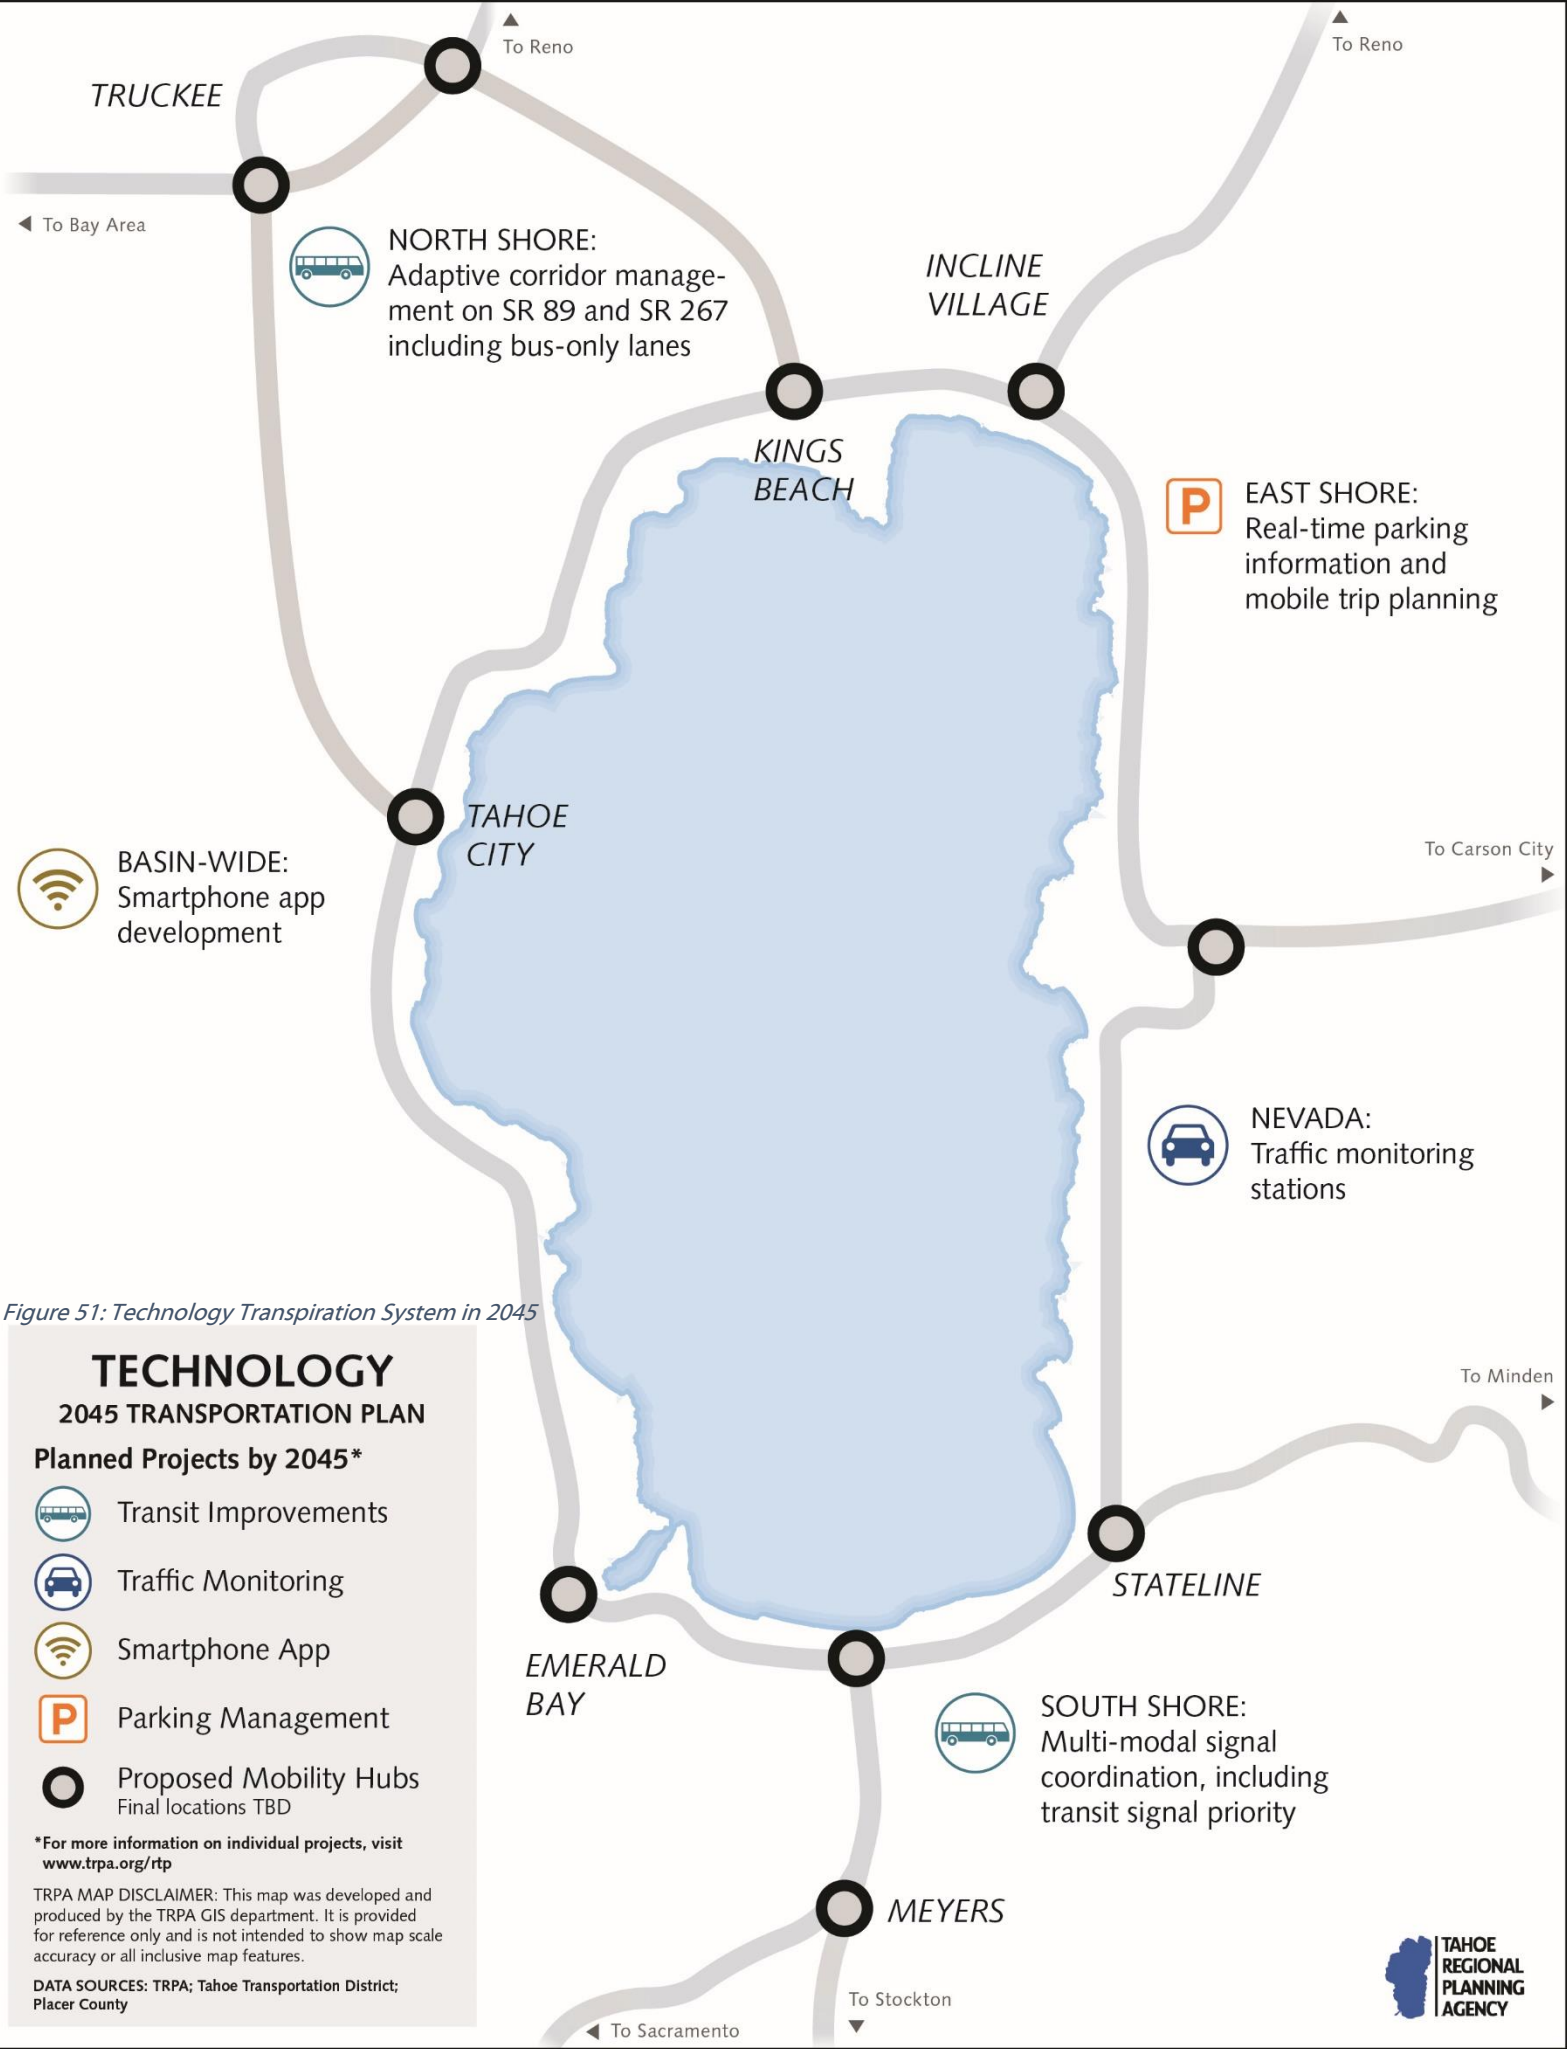 To Reno
To Reno
TRUCKEE
To Bay Area
NORTH SHORE:
Adaptive corridor manage-
ment on SR 89 and SR 267
including bus-only lanes
INCLINE
VILLAGE
KINGS
BEACH
P
EAST SHORE:
Real-time parking
information and
mobile trip planning
TAHOE
CITY
To Carson City
BASIN-WIDE:
Smartphone app
development
NEVADA:
Traffic monitoring
stations
Figure 51: Technology Transpiration System in 2045
TECHNOLOGY
2045 TRANSPORTATION PLAN
Planned Projects by 2045*
Transit Improvements
Traffic Monitoring
Smartphone App
P
Parking Management
Proposed Mobility Hubs
Final locations TBD
*For more information on individual projects, visit
www.trpa.org/rtp
TRPA MAP DISCLAIMER: This map was developed and
produced by the TRPA GIS department. It is provided
for reference only and is not intended to show map scale
accuracy or all inclusive map features.
DATA SOURCES: TRPA; Tahoe Transportation District;
Placer County
To Minden
STATELINE
EMERALD
BAY
SOUTH SHORE:
Multi-modal signal
coordination, including
transit signal priority
MEYERS
To Stockton
To Sacramento
TAHOE
REGIONAL
PLANNING
AGENCY